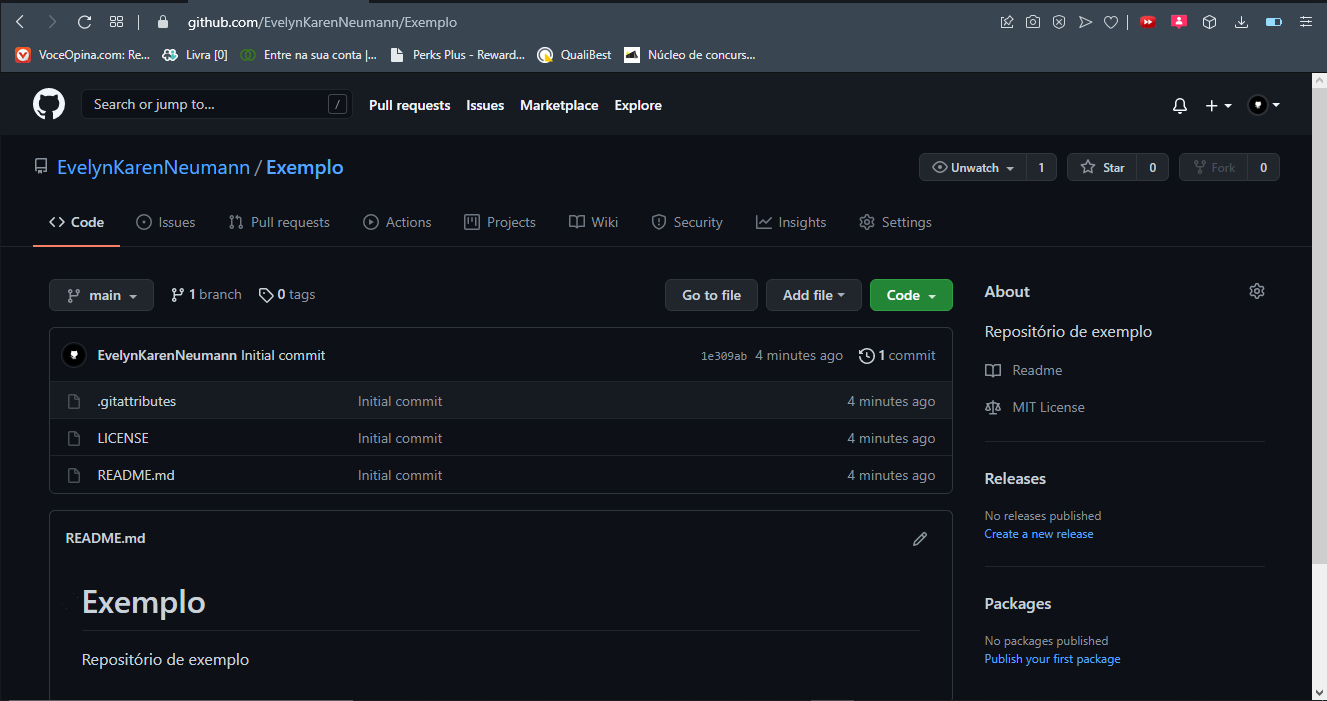 github.com/EvelynKarenNeumann/Exemplo
VoceOpina.com: Re... Livra [0] Entre na sua conta |... Perks Plus - Reward... QualiBest Núcleo de concurs...
Search or jump to... / Pull requests Issues Marketplace Explore
EvelynKarenNeumann / Exemplo Unwatch 1 Star 0 Fork 0
Code Issues Pull requests Actions Projects Wiki Security Insights Settings
main 1 branch 0 tags Go to file Add file Code
EvelynKarenNeumann Initial commit 1e309ab 4 minutes ago 1 commit
.gitattributes Initial commit 4 minutes ago
LICENSE Initial commit 4 minutes ago
README.md Initial commit 4 minutes ago
README.md
Exemplo
Repositório de exemplo
About
Repositório de exemplo
Readme
MIT License
Releases
No releases published
Create a new release
Packages
No packages published
Publish your first package